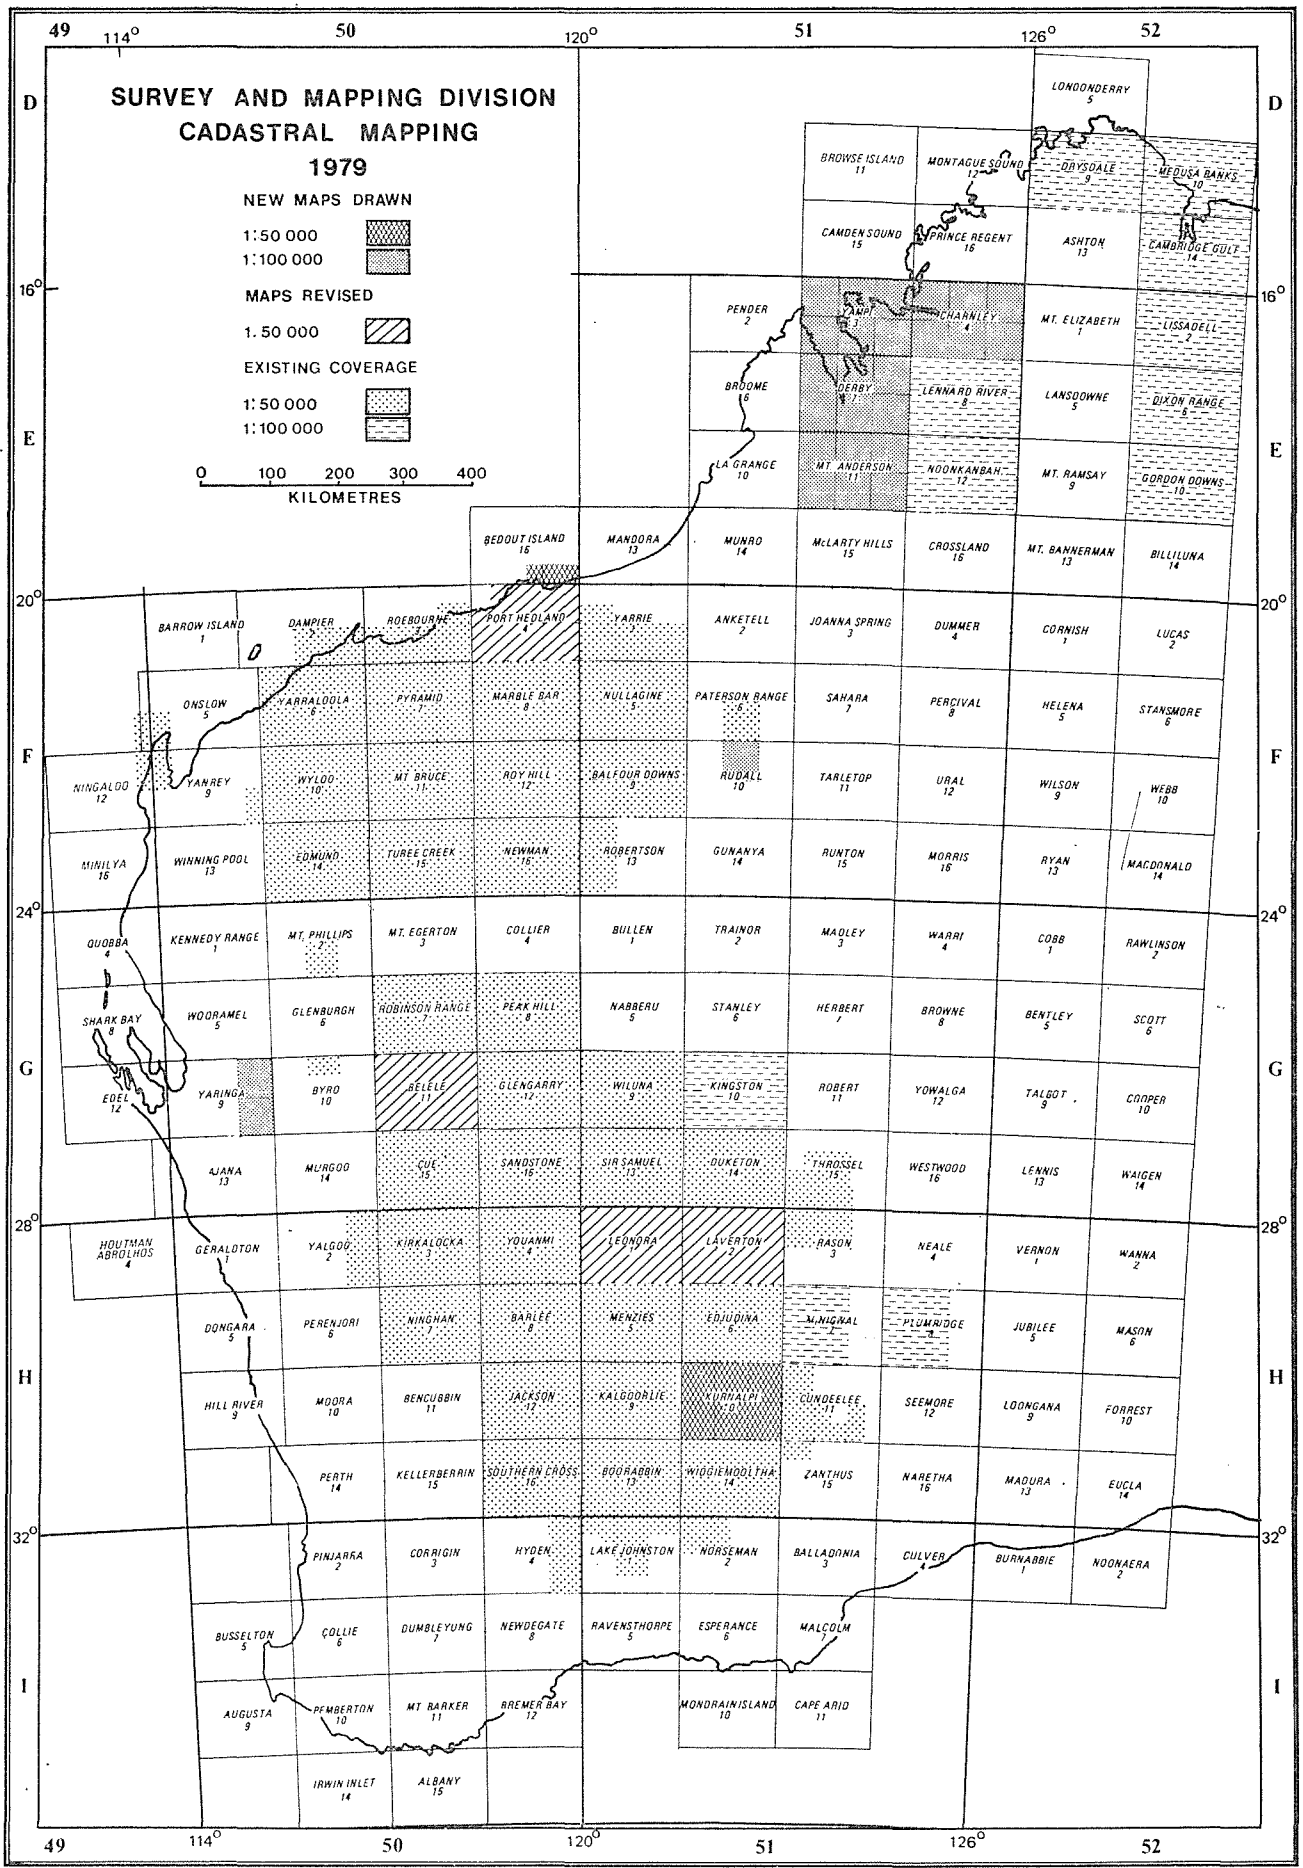 49 50 51 52
114° 120° 126°
SURVEY AND MAPPING DIVISION
CADASTRAL MAPPING
1979
NEW MAPS DRAWN
1:50 000
1:100 000
MAPS REVISED
1:50 000
EXISTING COVERAGE
1:50 000
1:100 000
0 100 200 300 400
KILOMETRES
D D
LONDONDERRY
5
BROWSE ISLAND
11
MONTAGUE SOUND
12
DRYSDALE
9
MEDUSA BANKS
10
CAMDEN SOUND
15
PRINCE REGENT
16
ASHTON
13
CAMBRIDGE GULF
14
16° 16°
PENDER
2
YAMPI
3
CHARNLEY
4
MT. ELIZABETH
1
LISSADELL
2
BROOME
6
DERBY
7
LENNARD RIVER
8
LANSDOWNE
5
DIXON RANGE
6
E E
LA GRANGE
10
MT. ANDERSON
11
NOONKANBAH
12
MT. RAMSAY
9
GORDON DOWNS
10
BEDOUT ISLAND
16
MANDORA
13
MUNRO
14
McLARTY HILLS
15
CROSSLAND
16
MT. BANNERMAN
13
BILLILUNA
14
20° 20°
BARROW ISLAND
1
DAMPIER
2
ROEBOURNE
PORT HEDLAND
4
YARRIE
1
ANKETELL
2
JOANNA SPRING
3
DUMMER
4
CORNISH
1
LUCAS
2
ONSLOW
5
YARRALOOLA
6
PYRAMID
7
MARBLE BAR
8
NULLAGINE
5
PATERSON RANGE
6
SAHARA
7
PERCIVAL
8
HELENA
5
STANSMORE
6
F F
NINGALOO
12
YANREY
9
WYLOO
10
MT BRUCE
11
ROY HILL
12
BALFOUR DOWNS
9
RUDALL
10
TABLETOP
11
URAL
12
WILSON
9
WEBB
10
MINILYA
16
WINNING POOL
13
EDMUND
14
TUREE CREEK
15
NEWMAN
16
ROBERTSON
13
GUNANYA
14
RUNTON
15
MORRIS
16
RYAN
13
MACDONALD
14
24° 24°
QUOBBA
4
KENNEDY RANGE
1
MT. PHILLIPS
2
MT. EGERTON
3
COLLIER
4
BULLEN
1
TRAINOR
2
MADLEY
3
WARRI
4
COBB
1
RAWLINSON
2
SHARK BAY
8
WOORAMEL
5
GLENBURGH
6
ROBINSON RANGE
7
PEAK HILL
8
NABBERU
5
STANLEY
6
HERBERT
7
BROWNE
8
BENTLEY
5
SCOTT
6
G G
EDEL
12
YARINGA
9
BYRO
10
BELELE
11
GLENGARRY
12
WILUNA
9
KINGSTON
10
ROBERT
11
YOWALGA
12
TALBOT
9
COOPER
10
AJANA
13
MURGOO
14
CUE
15
SANDSTONE
16
SIR SAMUEL
13
DUKETON
14
THROSSEL
15
WESTWOOD
16
LENNIS
13
WAIGEN
14
28° 28°
HOUTMAN
ABROLHOS
4
GERALDTON
1
YALGOO
2
KIRKALOCKA
3
YOUANMI
4
LEONORA
1
LAVERTON
2
RASON
3
NEALE
4
VERNON
1
WANNA
2
DONGARA
5
PERENJORI
6
NINGHAN
7
BARLEE
8
MENZIES
5
EDJUDINA
6
MINIGWAL
7
PLUMRIDGE
8
JUBILEE
5
MASON
6
H H
HILL RIVER
9
MOORA
10
BENCUBBIN
11
JACKSON
12
KALGOORLIE
9
KURNALPI
10
CUNDEELEE
11
SEEMORE
12
LOONGANA
9
FORREST
10
PERTH
14
KELLERBERRIN
15
SOUTHERN CROSS
16
BOORABBIN
13
WIDGIEMOOLTHA
14
ZANTHUS
15
NARETHA
16
MADURA
13
EUCLA
14
32° 32°
PINJARRA
2
CORRIGIN
3
HYDEN
4
LAKE JOHNSTON
NORSEMAN
2
BALLADONIA
3
CULVER
4
BURNABBIE
1
NOONAERA
2
BUSSELTON
5
COLLIE
6
DUMBLEYUNG
7
NEWDEGATE
8
RAVENSTHORPE
5
ESPERANCE
6
MALCOLM
7
I I
AUGUSTA
9
PEMBERTON
10
MT BARKER
11
BREMER BAY
12
MONDRAIN ISLAND
10
CAPE ARID
11
IRWIN INLET
14
ALBANY
15
114° 120° 126°
49 50 51 52